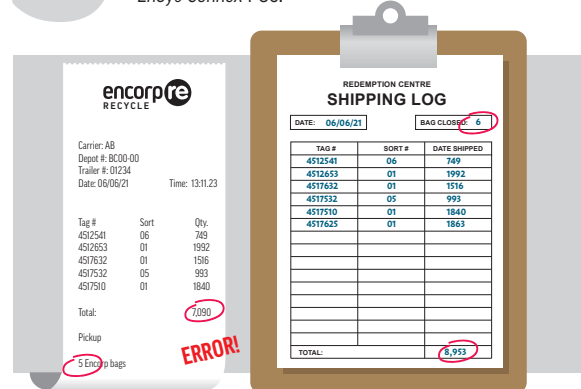 encorp re
RECYCLE
Carrier: AB
Depot #: BC00-00
Trailer #: 01234
Date: 06/06/21 Time: 13:11.23
Tag # Sort Qty.
4512541 06 749
4512653 01 1992
4517632 01 1516
4517532 05 993
4517510 01 1840
Total: 7,090
Pickup
5 Encorp bags
ERROR!
REDEMPTION CENTRE
SHIPPING LOG
DATE: 06/06/21 BAG CLOSED: 6
TAG # SORT # DATE SHIPPED
4512541 06 749
4512653 01 1992
4517632 01 1516
4517532 05 993
4517510 01 1840
4517625 01 1863
TOTAL: 8,953